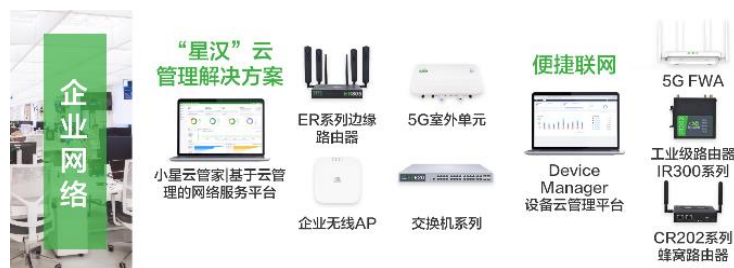 企业网络
“星汉”云
管理解决方案
小星云管家|基于云管
理的网络服务平台
ER系列边缘
路由器
5G室外单元
企业无线AP
交换机系列
便捷联网
Device
Manager
设备云管理平台
5G FWA
工业级路由器
IR300系列
CR202系列
蜂窝路由器